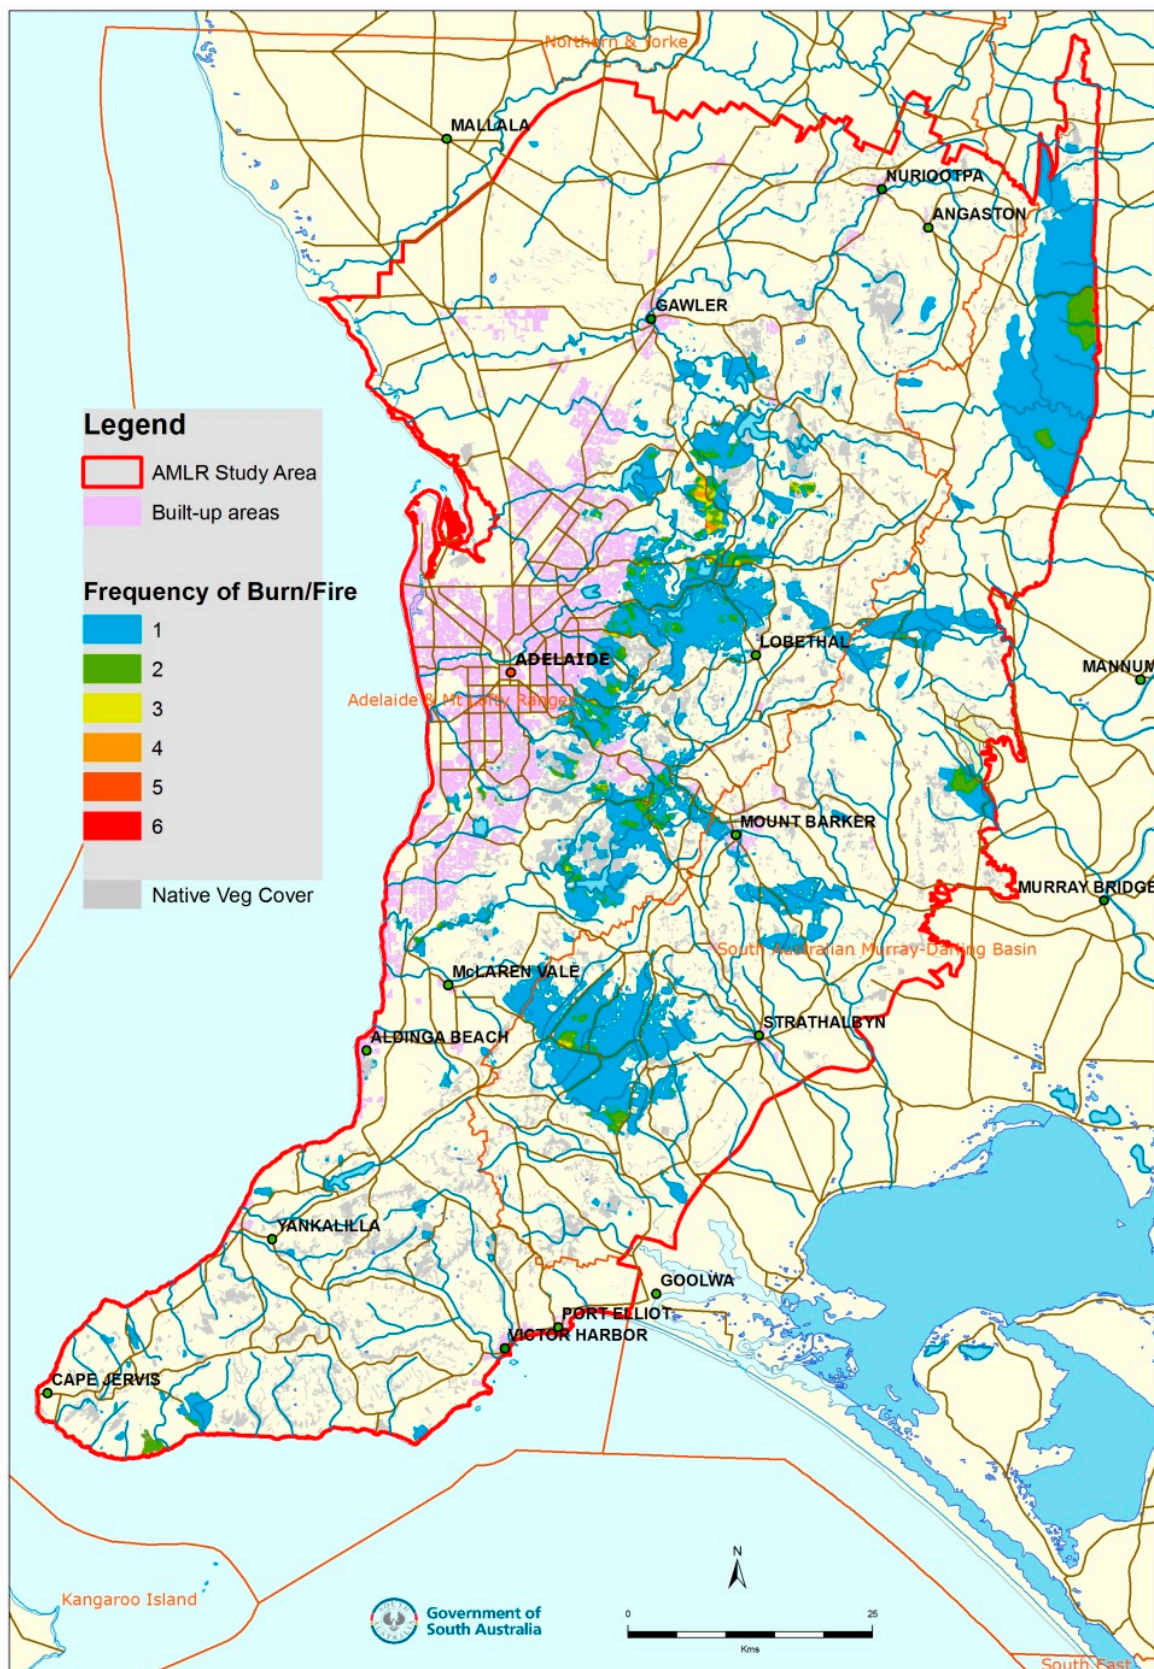 Northern & Yorke
MALLALA
NURIOOTPA
ANGASTON
GAWLER
Legend
AMLR Study Area
Built-up areas
Frequency of Burn/Fire
1
2
3
4
5
6
Native Veg Cover
LOBETHAL
ADELAIDE
MANNUM
Adelaide & Mt Lofty Ranges
MOUNT BARKER
MURRAY BRIDGE
South Australian Murray-Darling Basin
McLAREN VALE
STRATHALBYN
ALDINGA BEACH
YANKALILLA
GOOLWA
PORT ELLIOT
VICTOR HARBOR
CAPE JERVIS
Kangaroo Island
Government of
South Australia
N
0 25
Kms
South East